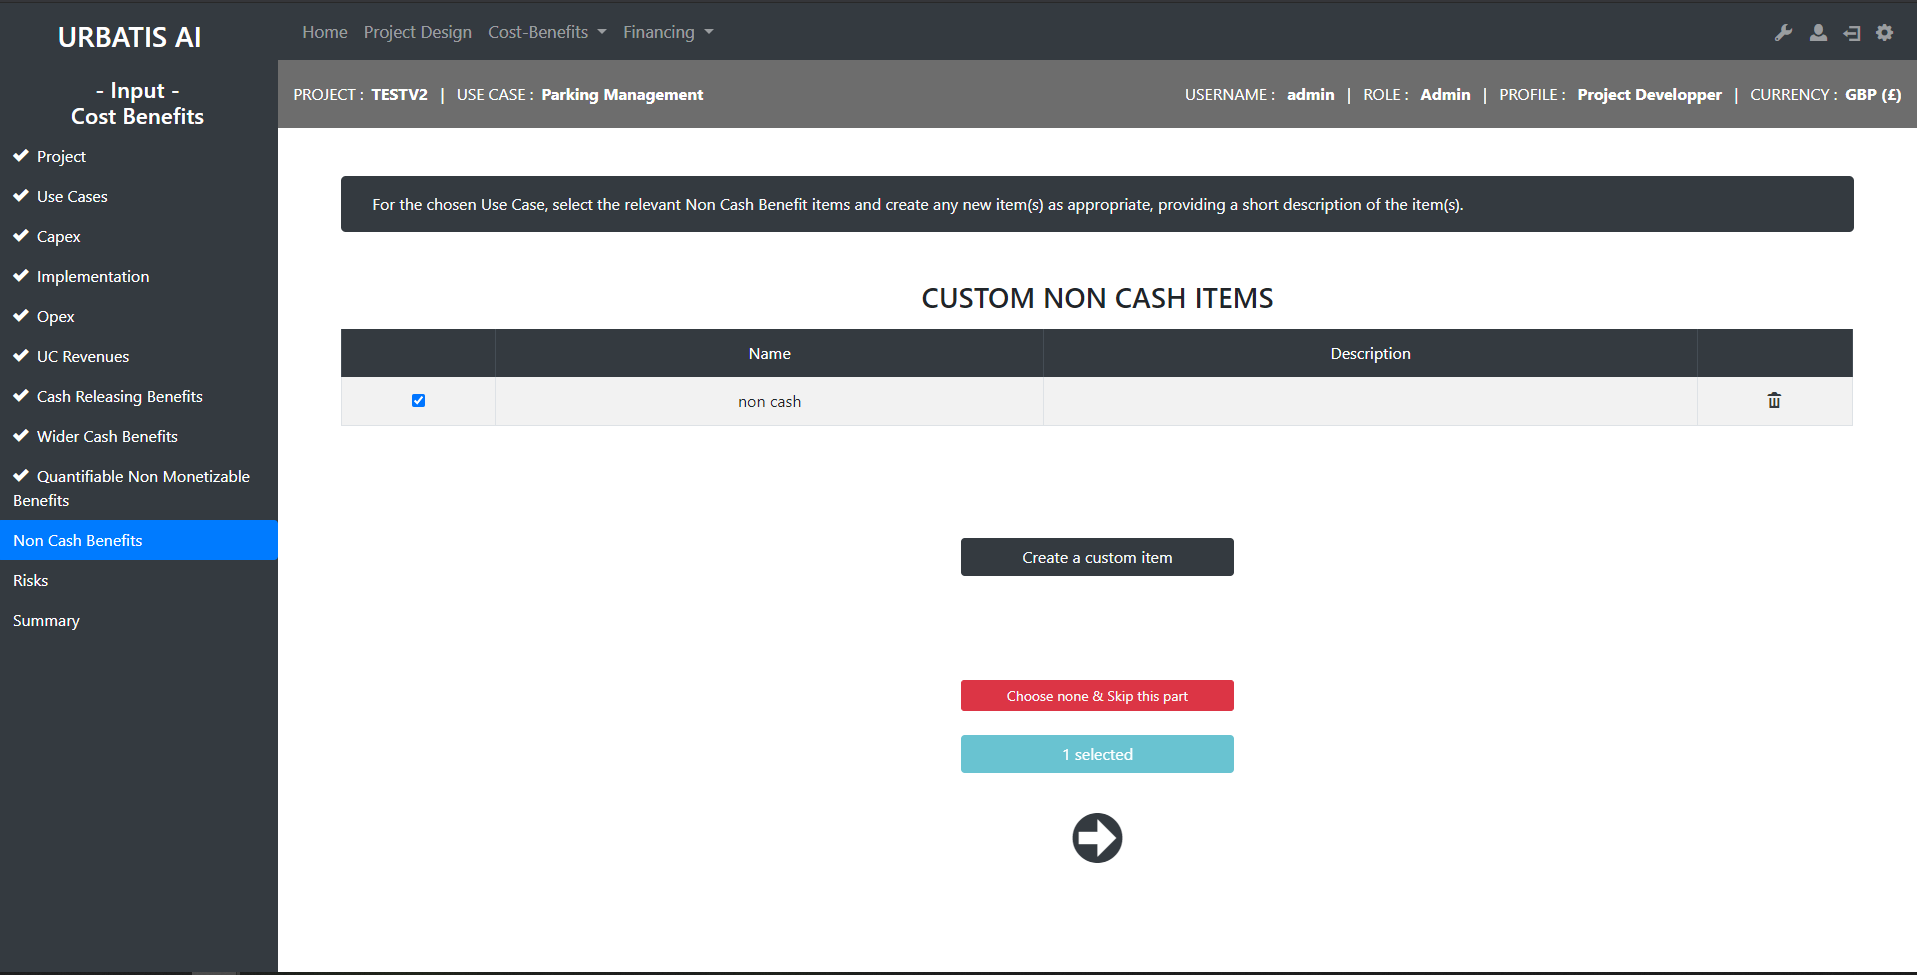 URBATIS AI
Home Project Design Cost-Benefits Financing
- Input -
Cost Benefits
PROJECT : TESTV2 | USE CASE : Parking Management USERNAME : admin | ROLE : Admin | PROFILE : Project Developper | CURRENCY : GBP (£)
Project
Use Cases
Capex
Implementation
Opex
UC Revenues
Cash Releasing Benefits
Wider Cash Benefits
Quantifiable Non Monetizable
Benefits
Non Cash Benefits
Risks
Summary
For the chosen Use Case, select the relevant Non Cash Benefit items and create any new item(s) as appropriate, providing a short description of the item(s).
CUSTOM NON CASH ITEMS
Name Description
non cash
Create a custom item
Choose none & Skip this part
1 selected